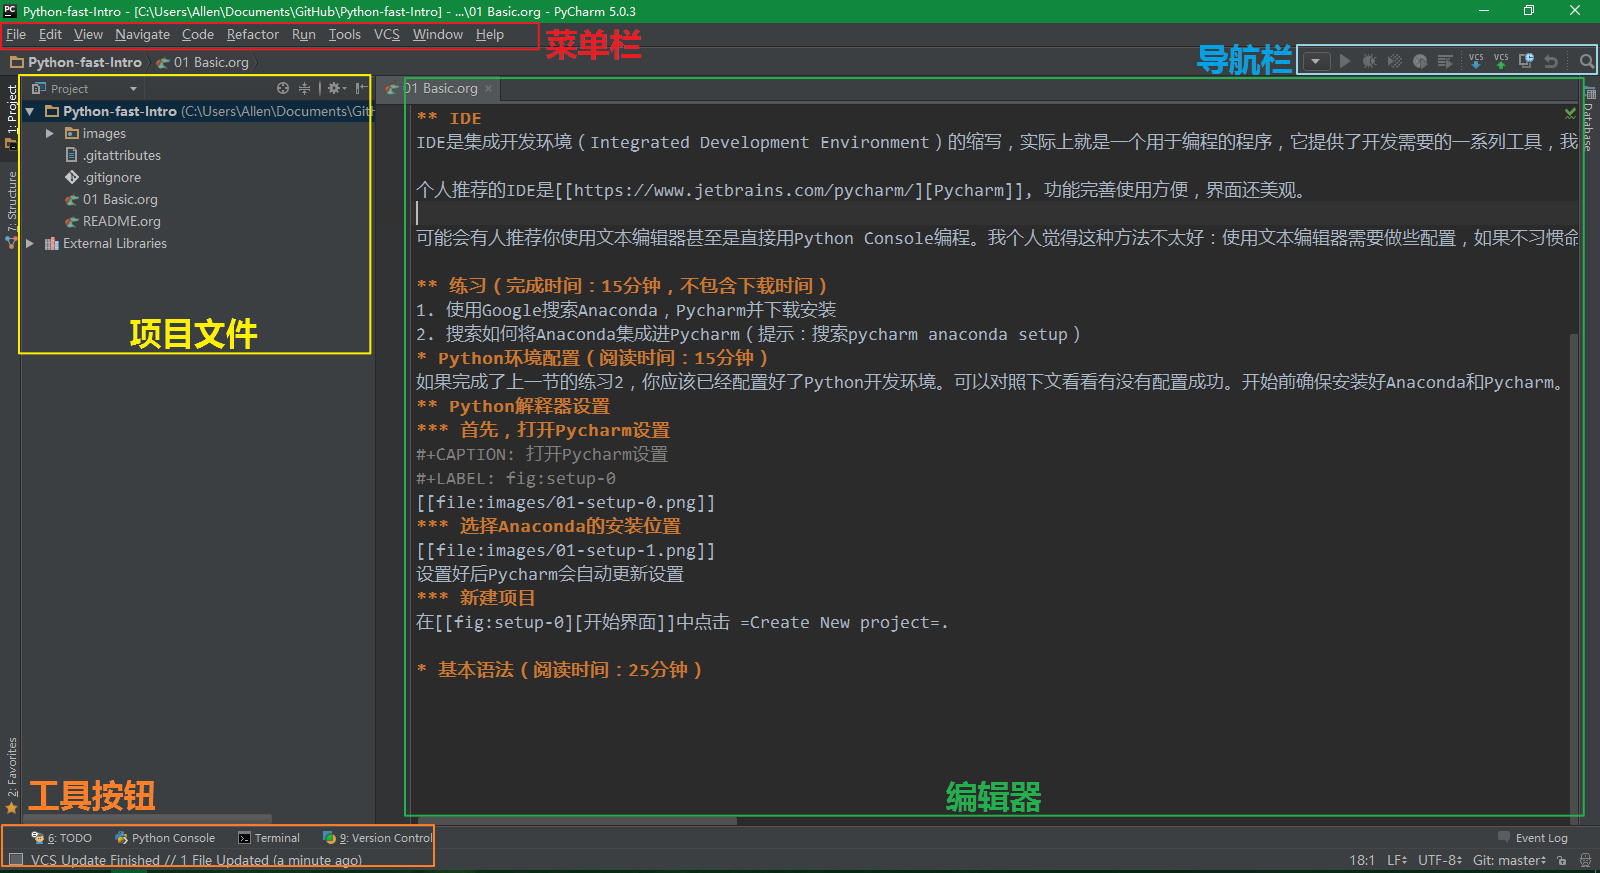 Python-fast-Intro - [C:\Users\Allen\Documents\GitHub\Python-fast-Intro] - ...\01 Basic.org - PyCharm 5.0.3
File Edit View Navigate Code Refactor Run Tools VCS Window Help
菜单栏
Python-fast-Intro 01 Basic.org
导航栏
VCS VCS
1: Project
7: Structure
2: Favorites
Project
Python-fast-Intro (C:\Users\Allen\Documents\Git
images
.gitattributes
.gitignore
01 Basic.org
README.org
External Libraries
项目文件
01 Basic.org
Database
** IDE
IDE是集成开发环境（Integrated Development Environment）的缩写，实际上就是一个用于编程的程序，它提供了开发需要的一系列工具，我
个人推荐的IDE是[[https://www.jetbrains.com/pycharm/][Pycharm]], 功能完善使用方便，界面还美观。
可能会有人推荐你使用文本编辑器甚至是直接用Python Console编程。我个人觉得这种方法不太好：使用文本编辑器需要做些配置，如果不习惯命
** 练习（完成时间：15分钟，不包含下载时间）
1. 使用Google搜索Anaconda，Pycharm并下载安装
2. 搜索如何将Anaconda集成进Pycharm（提示：搜索pycharm anaconda setup）
* Python环境配置（阅读时间：15分钟）
如果完成了上一节的练习2，你应该已经配置好了Python开发环境。可以对照下文看看有没有配置成功。开始前确保安装好Anaconda和Pycharm。
** Python解释器设置
*** 首先，打开Pycharm设置
#+CAPTION: 打开Pycharm设置
#+LABEL: fig:setup-0
[[file:images/01-setup-0.png]]
*** 选择Anaconda的安装位置
[[file:images/01-setup-1.png]]
设置好后Pycharm会自动更新设置
*** 新建项目
在[[fig:setup-0][开始界面]]中点击 =Create New project=.
* 基本语法（阅读时间：25分钟）
工具按钮
编辑器
6: TODO Python Console Terminal 9: Version Control Event Log
VCS Update Finished // 1 File Updated (a minute ago) 18:1 LF UTF-8 Git: master